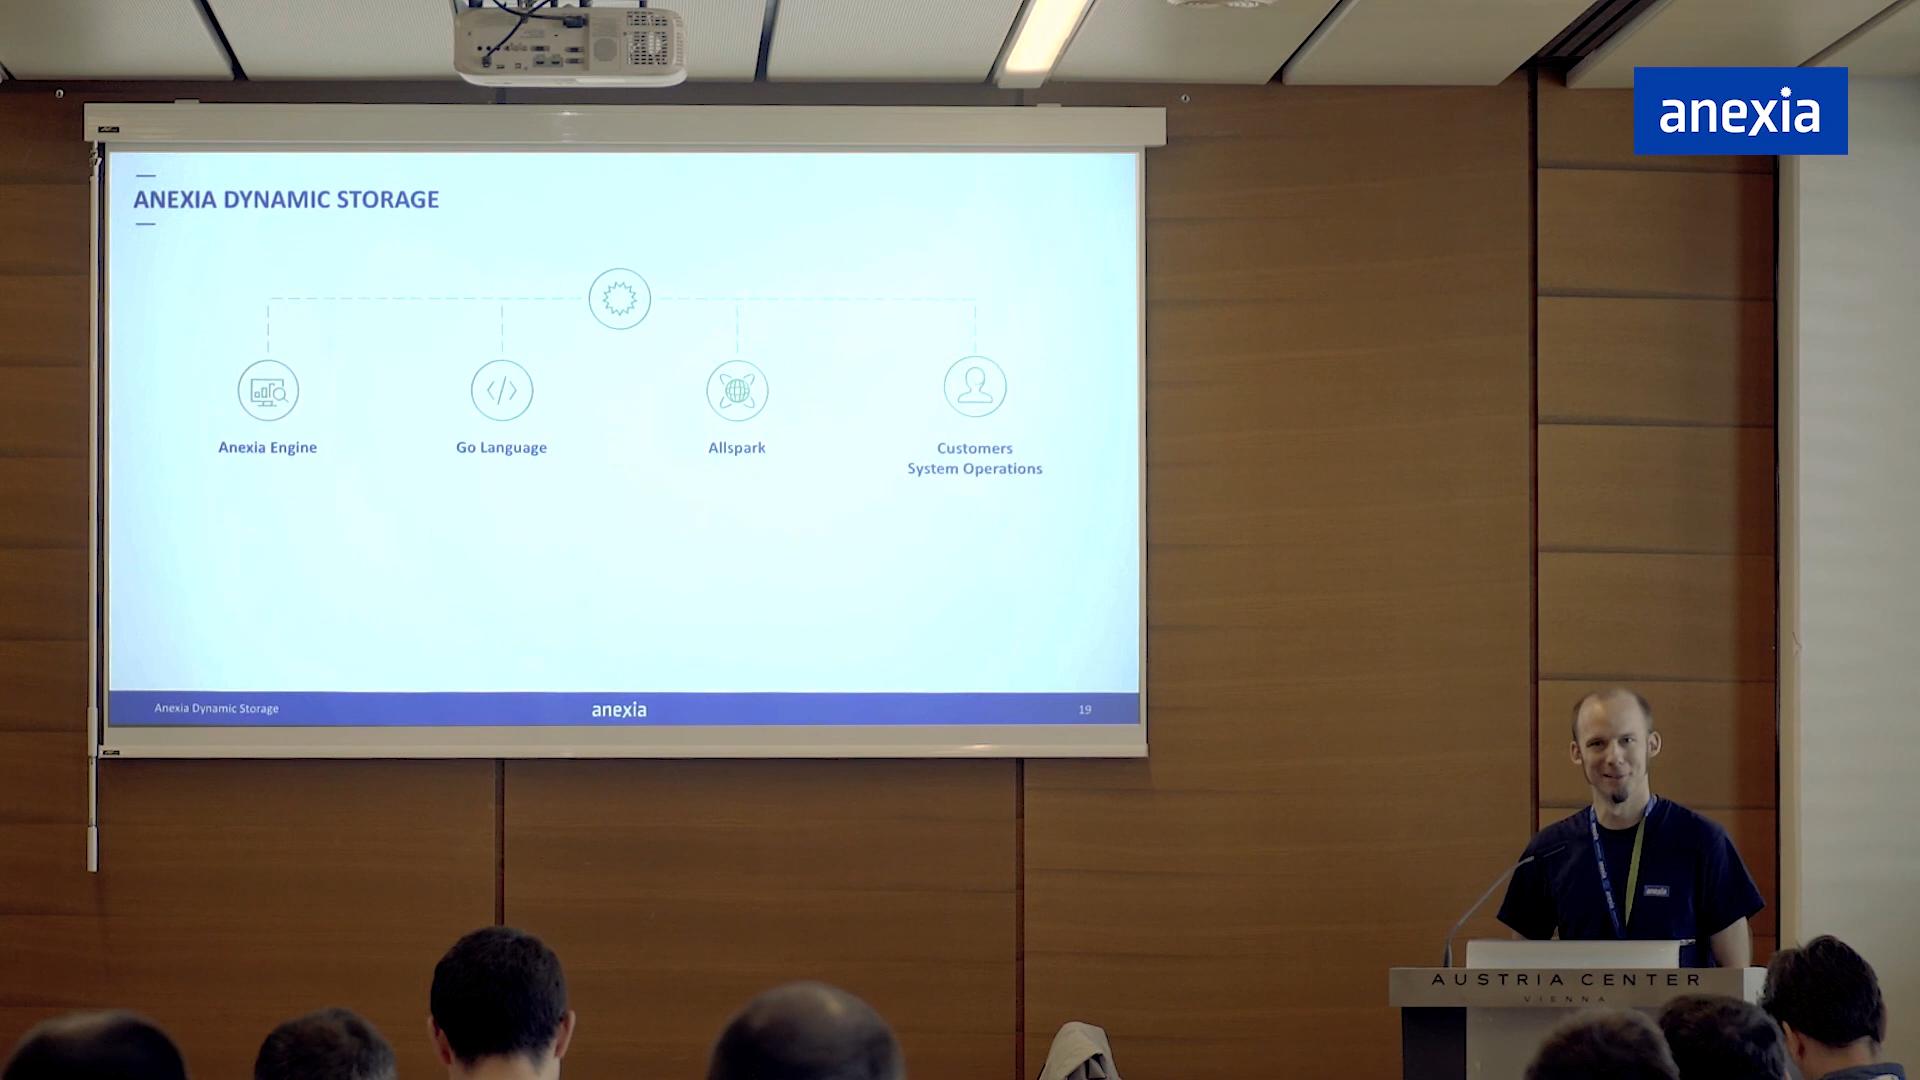 anexia
ANEXIA DYNAMIC STORAGE
Anexia Engine
Go Language
Allspark
Customers
System Operations
Anexia Dynamic Storage
anexia
19
anexia
AUSTRIA CENTER
VIENNA